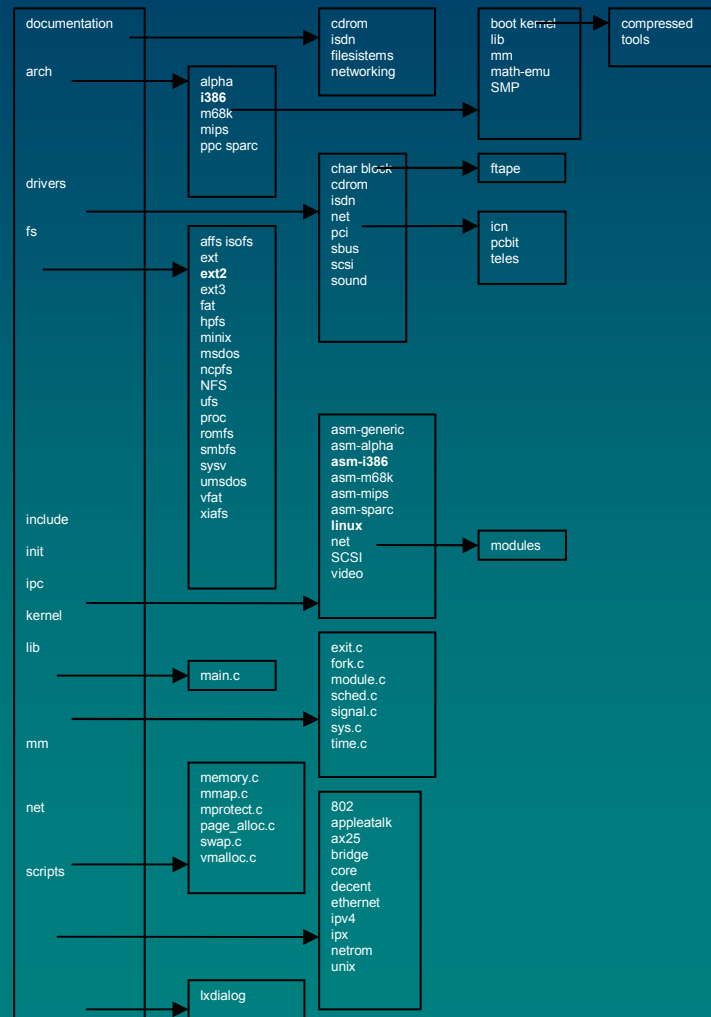 documentation
arch
drivers
fs
include
init
ipc
kernel
lib
mm
net
scripts
cdrom
isdn
filesistems
networking
boot kernel
lib
mm
math-emu
SMP
compressed
tools
alpha
i386
m68k
mips
ppc sparc
char block
cdrom
isdn
net
pci
sbus
scsi
sound
ftape
icn
pcbit
teles
affs isofs
ext
ext2
ext3
fat
hpfs
minix
msdos
ncpfs
NFS
ufs
proc
romfs
smbfs
sysv
umsdos
vfat
xiafs
asm-generic
asm-alpha
asm-i386
asm-m68k
asm-mips
asm-sparc
linux
net
SCSI
video
modules
main.c
exit.c
fork.c
module.c
sched.c
signal.c
sys.c
time.c
memory.c
mmap.c
mprotect.c
page_alloc.c
swap.c
vmalloc.c
802
appleatalk
ax25
bridge
core
decent
ethernet
ipv4
ipx
netrom
unix
lxdialog